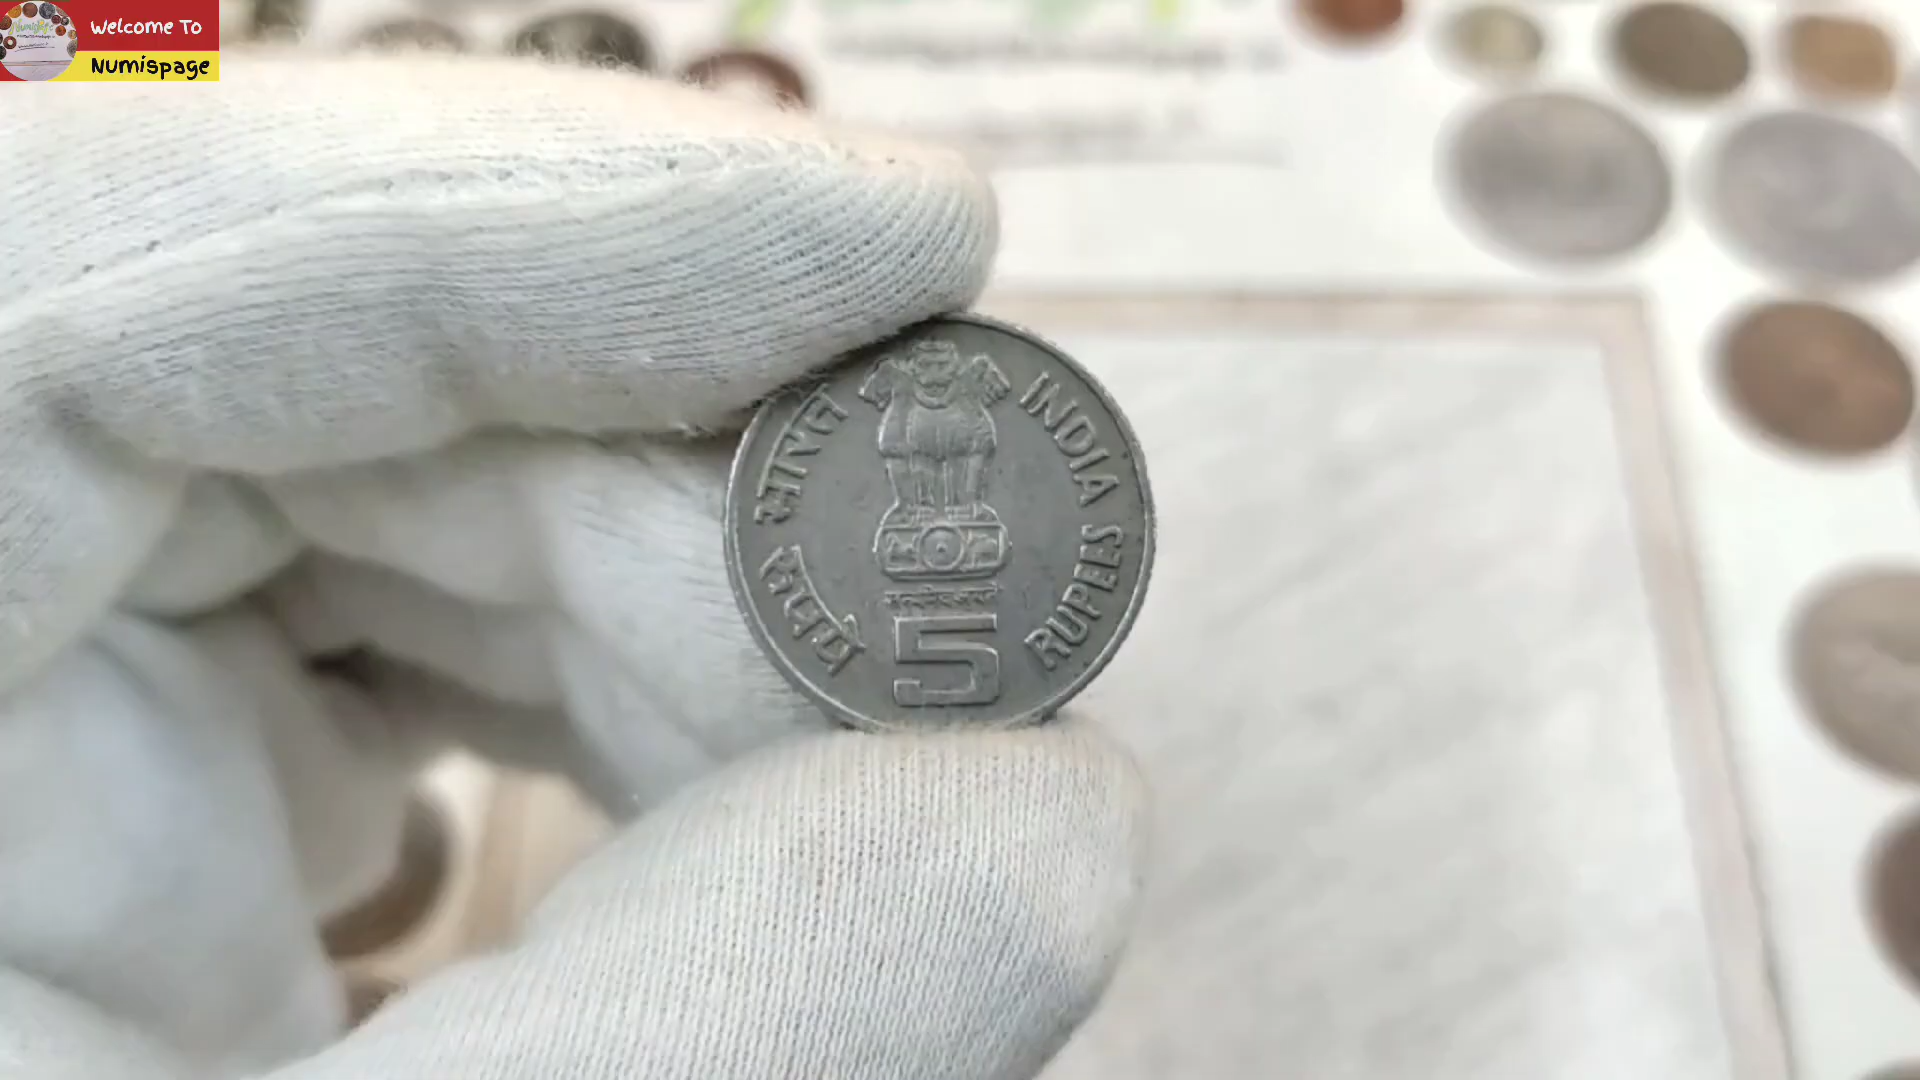 Welcome To
Numispage
भारत
INDIA
रुपये
RUPEES
सत्यमेव जयते
5